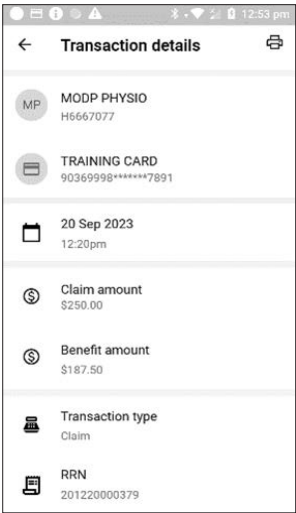 12:53 pm
Transaction details
MP
MODP PHYSIO
H6667077
TRAINING CARD
90369998*******7891
20 Sep 2023
12:20pm
Claim amount
$250.00
Benefit amount
$187.50
Transaction type
Claim
RRN
201220000379